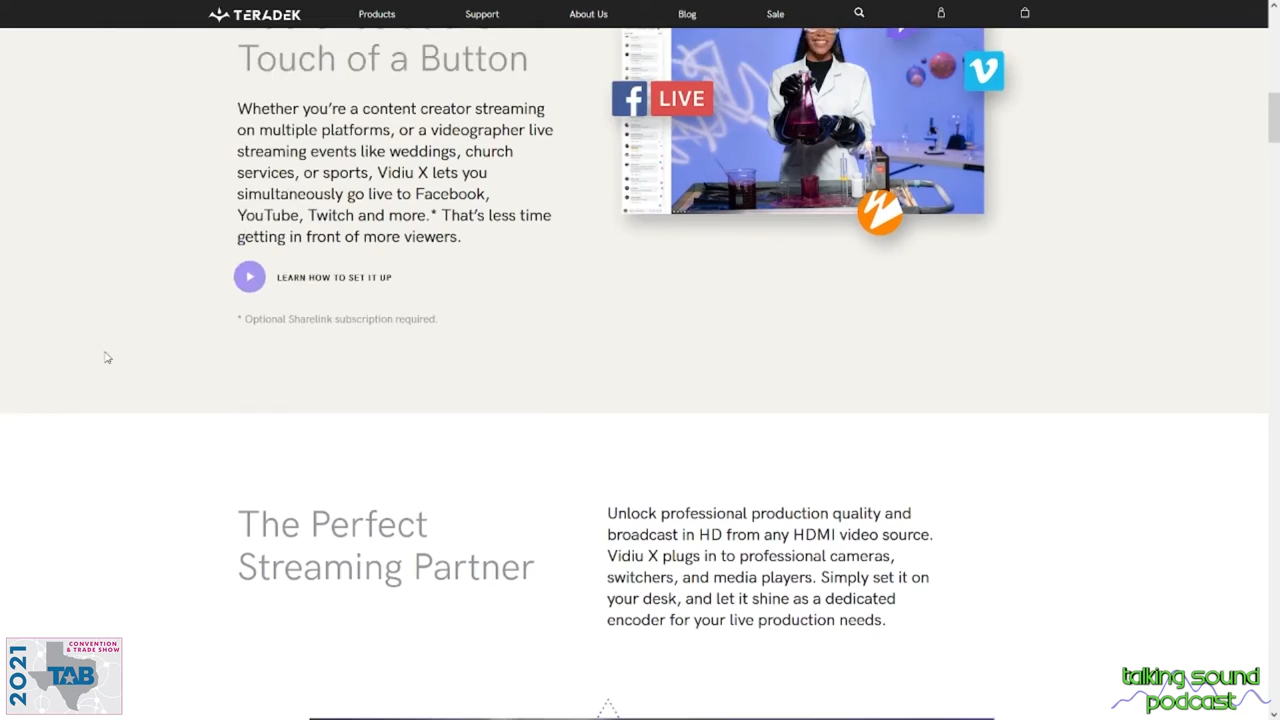 TERADEK
Products
Support
About Us
Blog
Sale
Touch of a Button
Whether you're a content creator streaming
on multiple platforms, or a videographer live
streaming events like weddings, church
services, or sports, Vidiu X lets you
simultaneously go live to Facebook,
YouTube, Twitch and more.* That's less time
getting in front of more viewers.
LEARN HOW TO SET IT UP
* Optional Sharelink subscription required.
LIVE
The Perfect
Streaming Partner
Unlock professional production quality and
broadcast in HD from any HDMI video source.
Vidiu X plugs in to professional cameras,
switchers, and media players. Simply set it on
your desk, and let it shine as a dedicated
encoder for your live production needs.
2021
CONVENTION
& TRADE SHOW
TAB
talking sound
podcast